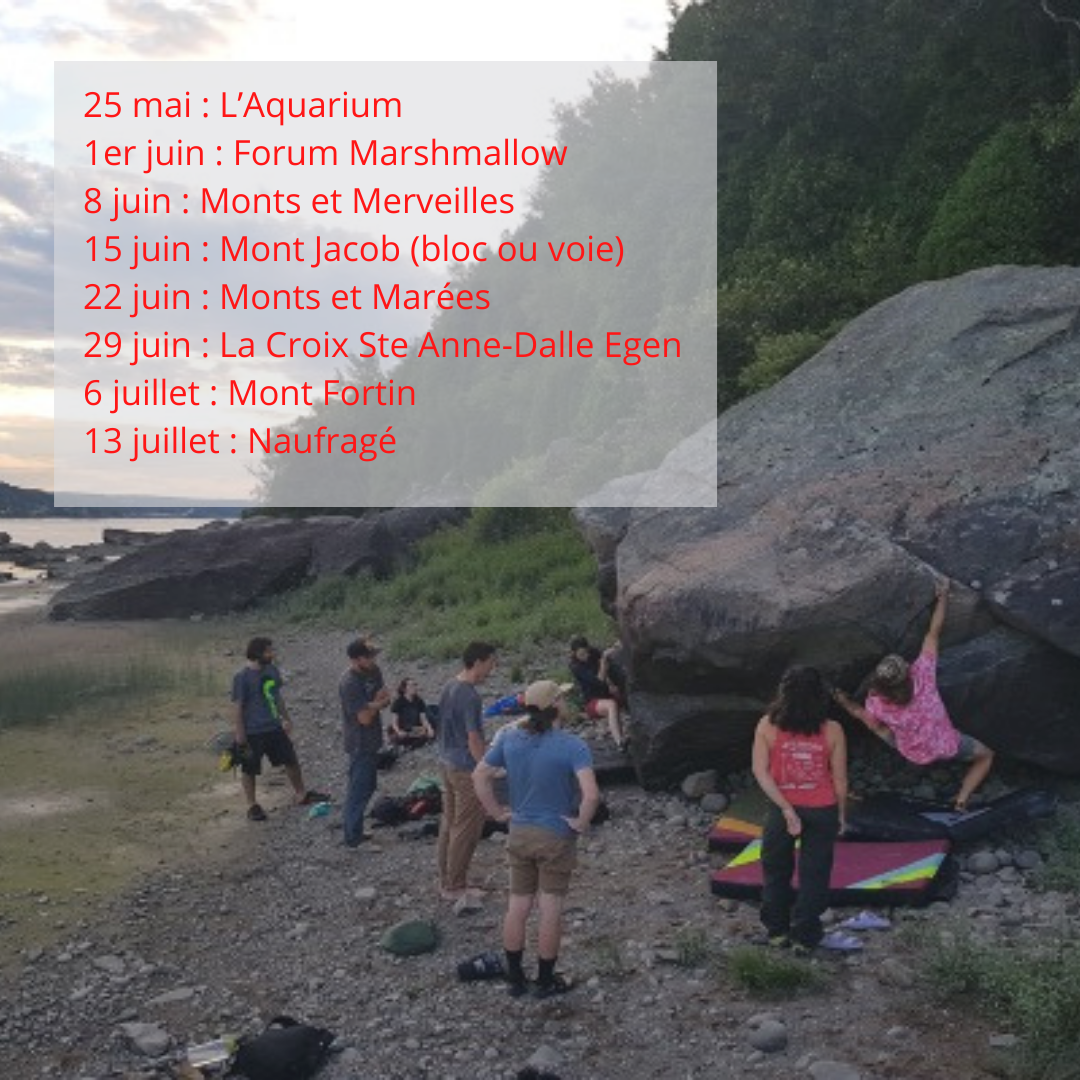 25 mai : L’Aquarium
1er juin : Forum Marshmallow
8 juin : Monts et Merveilles
15 juin : Mont Jacob (bloc ou voie)
22 juin : Monts et Marées
29 juin : La Croix Ste Anne-Dalle Egen
6 juillet : Mont Fortin
13 juillet : Naufragé